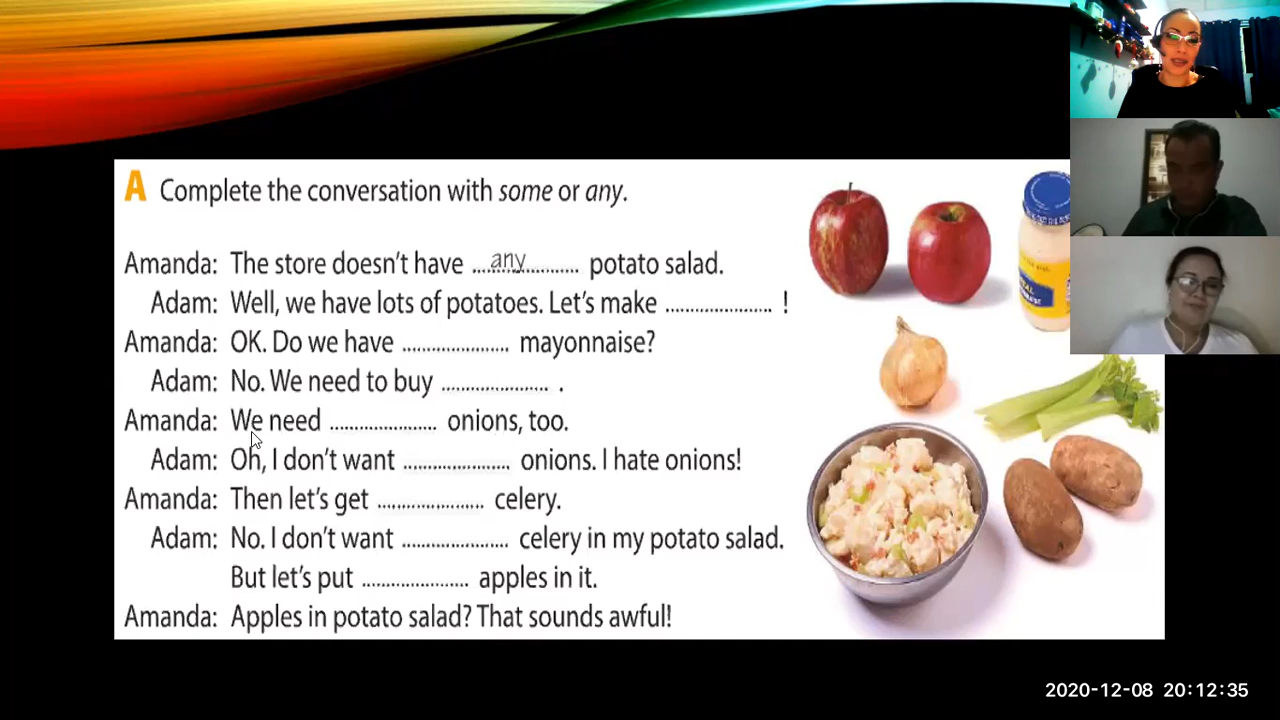 A Complete the conversation with some or any.
Amanda: The store doesn't have ....any.... potato salad.
Adam: Well, we have lots of potatoes. Let's make .................... !
Amanda: OK. Do we have .................... mayonnaise?
Adam: No. We need to buy .................... .
Amanda: We need .................... onions, too.
Adam: Oh, I don't want .................... onions. I hate onions!
Amanda: Then let's get .................... celery.
Adam: No. I don't want .................... celery in my potato salad.
But let's put .................... apples in it.
Amanda: Apples in potato salad? That sounds awful!
2020-12-08 20:12:35